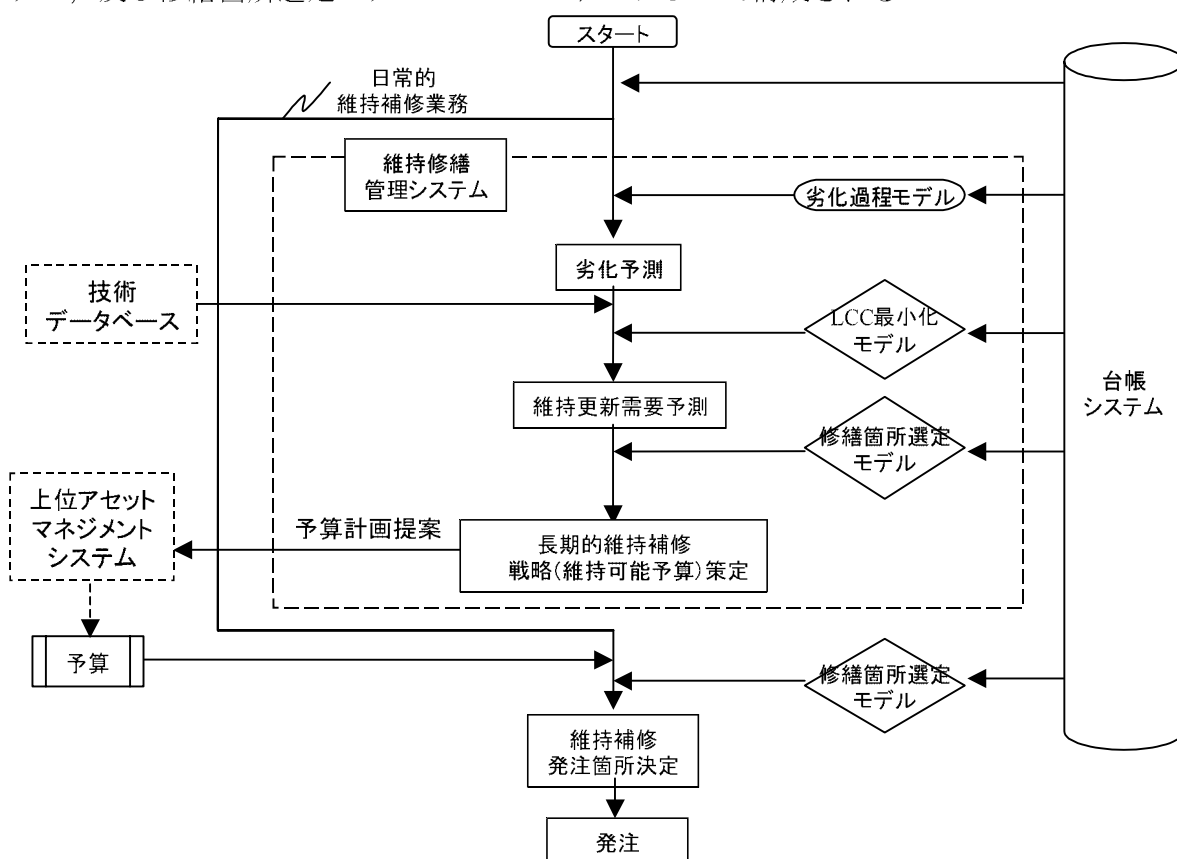 スタート
日常的
維持補修業務
維持修繕
管理システム
劣化過程モデル
劣化予測
技術
データベース
LCC最小化
モデル
台帳
システム
維持更新需要予測
修繕箇所選定
モデル
上位アセット
マネジメント
システム
予算計画提案
長期的維持補修
戦略(維持可能予算)策定
予算
修繕箇所選定
モデル
維持補修
発注箇所決定
発注